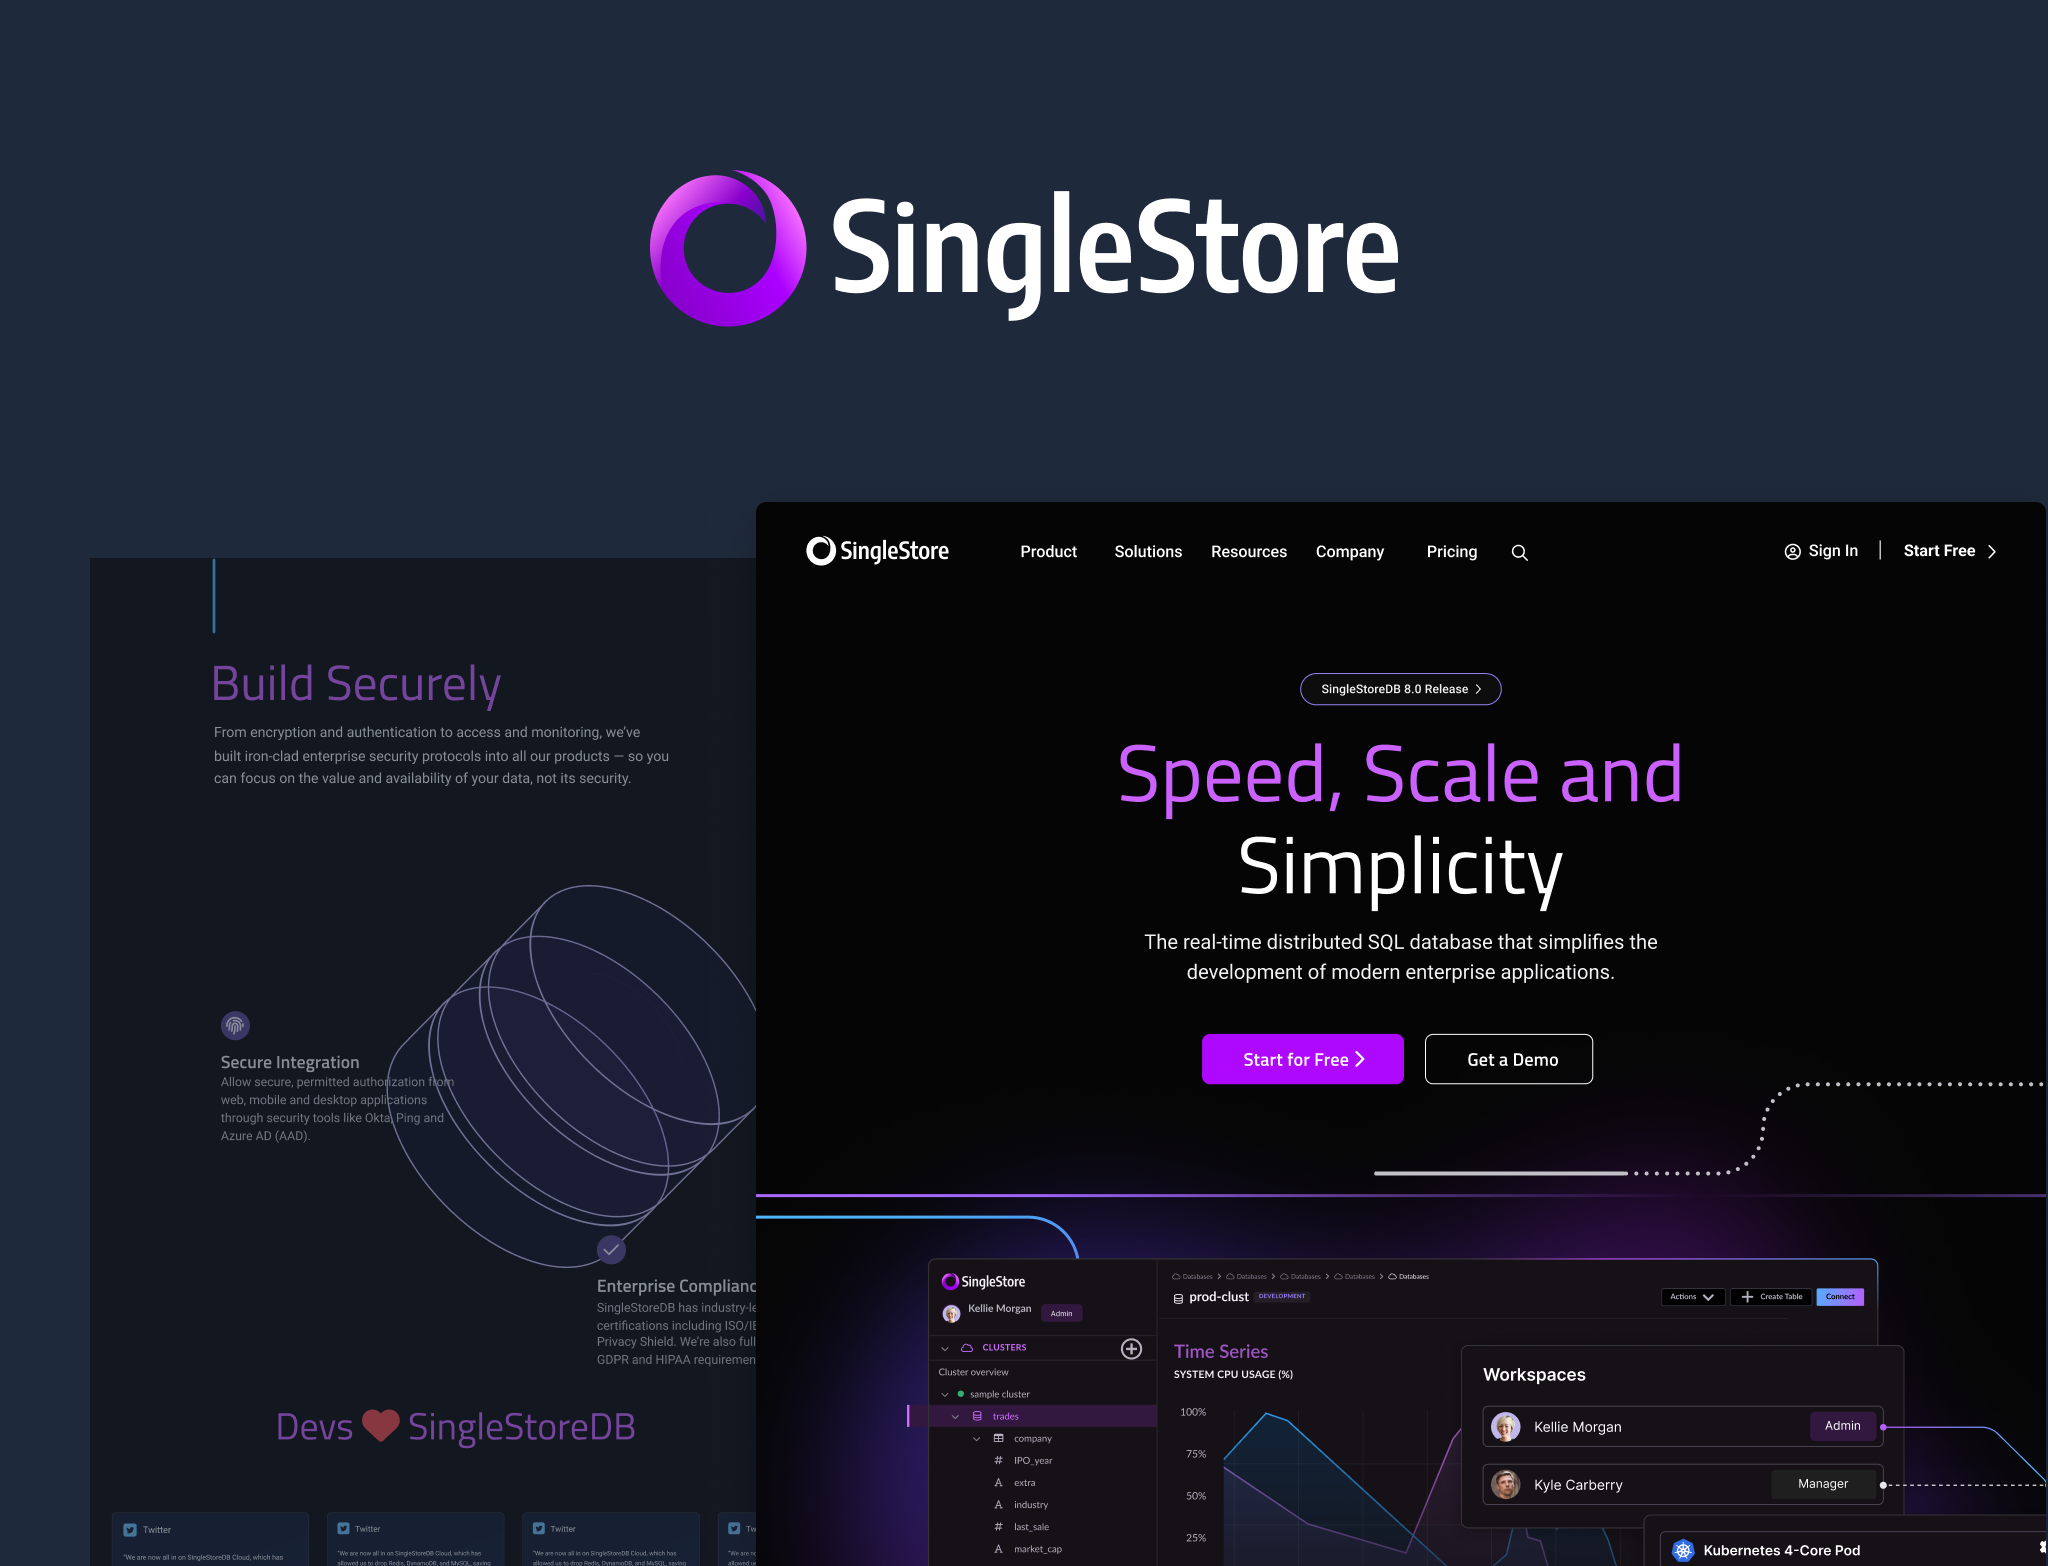 SingleStore
Build Securely
From encryption and authentication to access and monitoring, we've
built iron-clad enterprise security protocols into all our products — so you
can focus on the value and availability of your data, not its security.
Secure Integration
Allow secure, permitted authorization from
web, mobile and desktop applications
through security tools like Okta, Ping and
Azure AD (AAD).
Enterprise Complianc
SingleStoreDB has industry-le
certifications including ISO/IE
Privacy Shield. We're also full
GDPR and HIPAA requiremen
Devs SingleStoreDB
Twitter
"We are now all in on SingleStoreDB Cloud, which has
Twitter
"We are now all in on SingleStoreDB Cloud, which has
allowed us to drop Redis, DynamoDB, and MySQL, saving
Twitter
"We are now all in on SingleStoreDB Cloud, which has
allowed us to drop Redis, DynamoDB, and MySQL, saving
Tw
"We are no
allowed us
SingleStore
Product Solutions Resources Company Pricing
Sign In
Start Free
SingleStoreDB 8.0 Release
Speed, Scale and
Simplicity
The real-time distributed SQL database that simplifies the
development of modern enterprise applications.
Start for Free
Get a Demo
SingleStore
Kellie Morgan Admin
CLUSTERS
Cluster overview
sample cluster
trades
company
IPO_year
extra
industry
last_sale
market_cap
Databases Databases Databases Databases Databases
prod-clust DEVELOPMENT
Actions Create Table Connect
Time Series
SYSTEM CPU USAGE (%)
100%
75%
50%
25%
Workspaces
Kellie Morgan Admin
Kyle Carberry Manager
Kubernetes 4-Core Pod